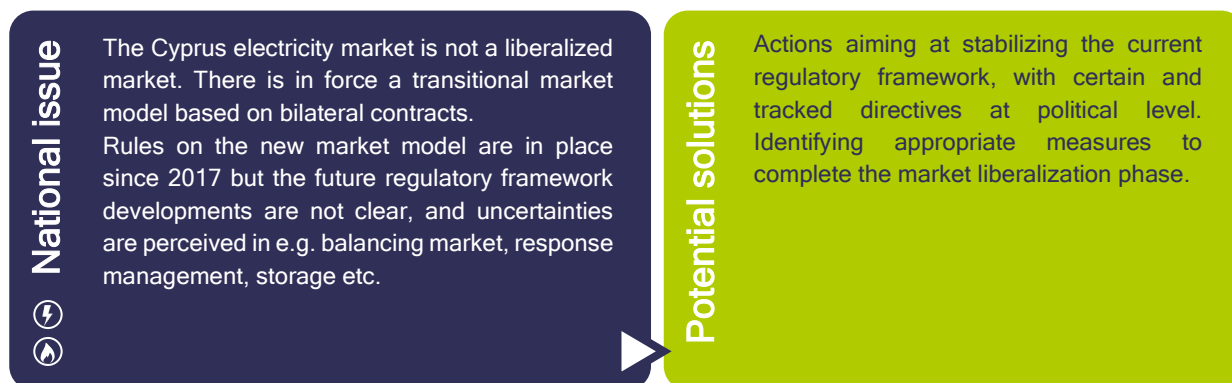 National issue
The Cyprus electricity market is not a liberalized
market. There is in force a transitional market
model based on bilateral contracts.
Rules on the new market model are in place
since 2017 but the future regulatory framework
developments are not clear, and uncertainties
are perceived in e.g. balancing market, response
management, storage etc.
Potential solutions
Actions aiming at stabilizing the current
regulatory framework, with certain and
tracked directives at political level.
Identifying appropriate measures to
complete the market liberalization phase.